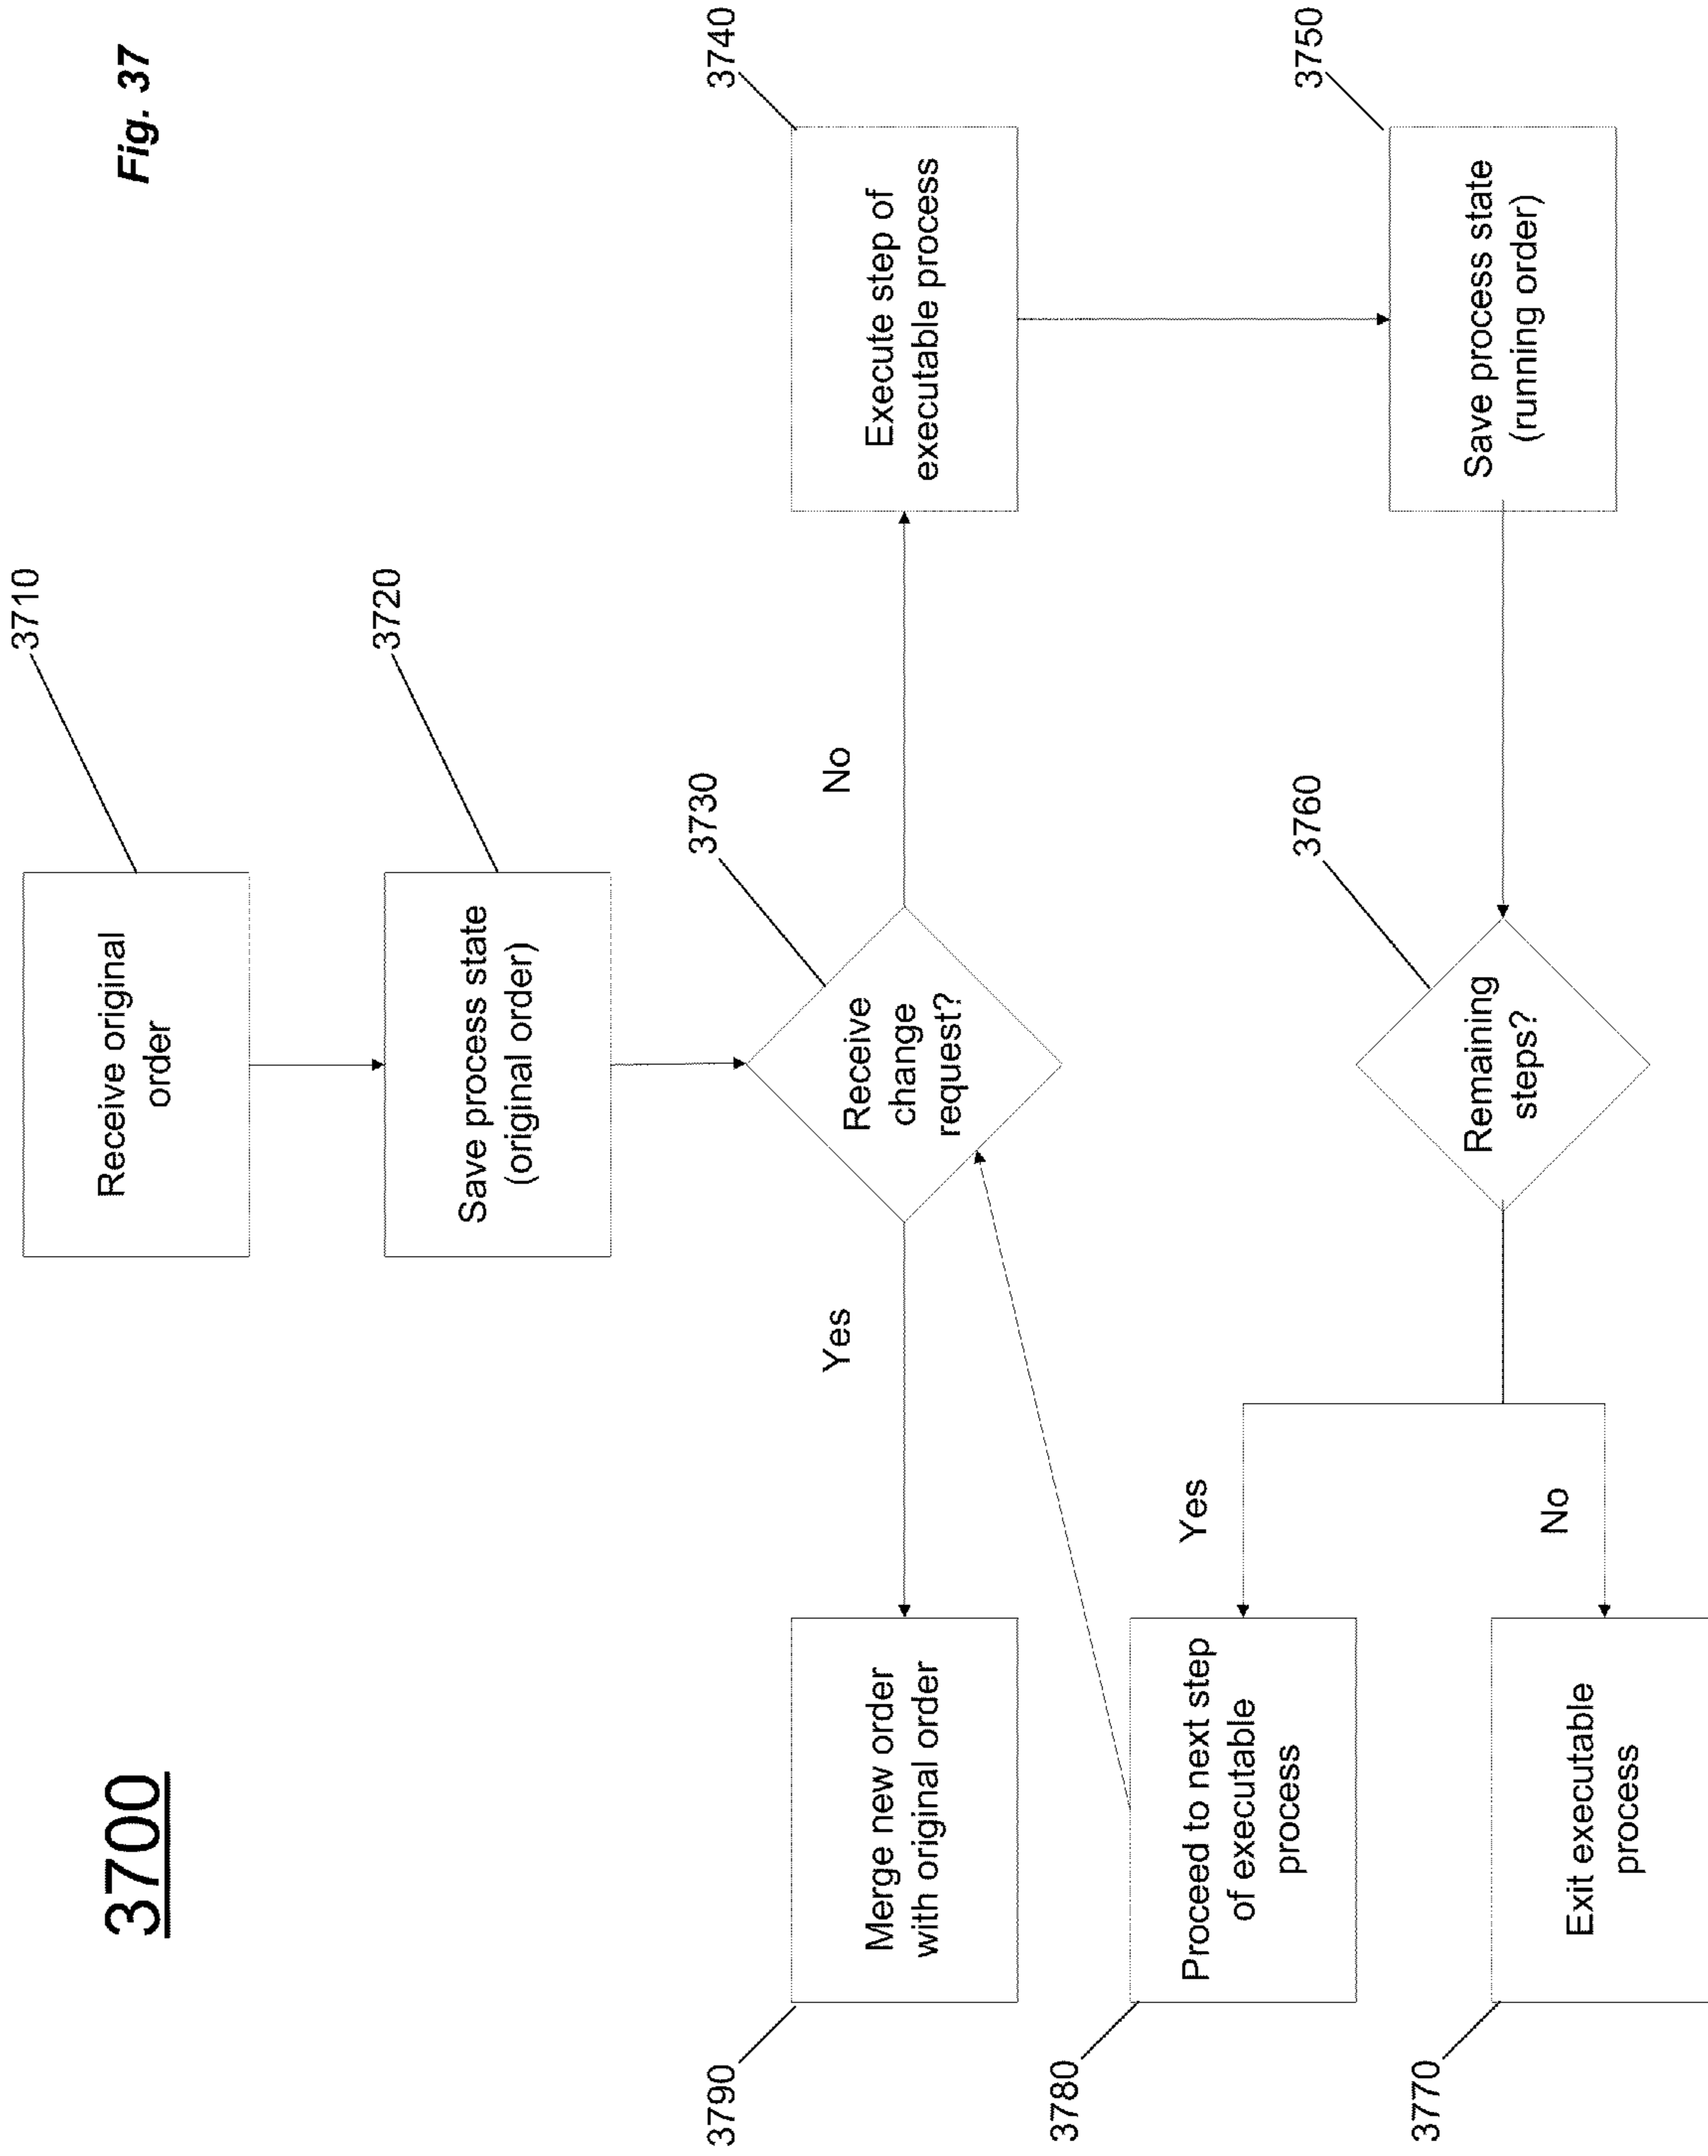 3700
Fig. 37
3710
Receive original
order
3720
Save process state
(original order)
3730
Receive
change
request?
Yes
No
3790
Merge new order
with original order
3740
Execute step of
executable process
3780
Proceed to next step
of executable
process
Yes
3760
Remaining
steps?
3750
Save process state
(running order)
No
3770
Exit executable
process